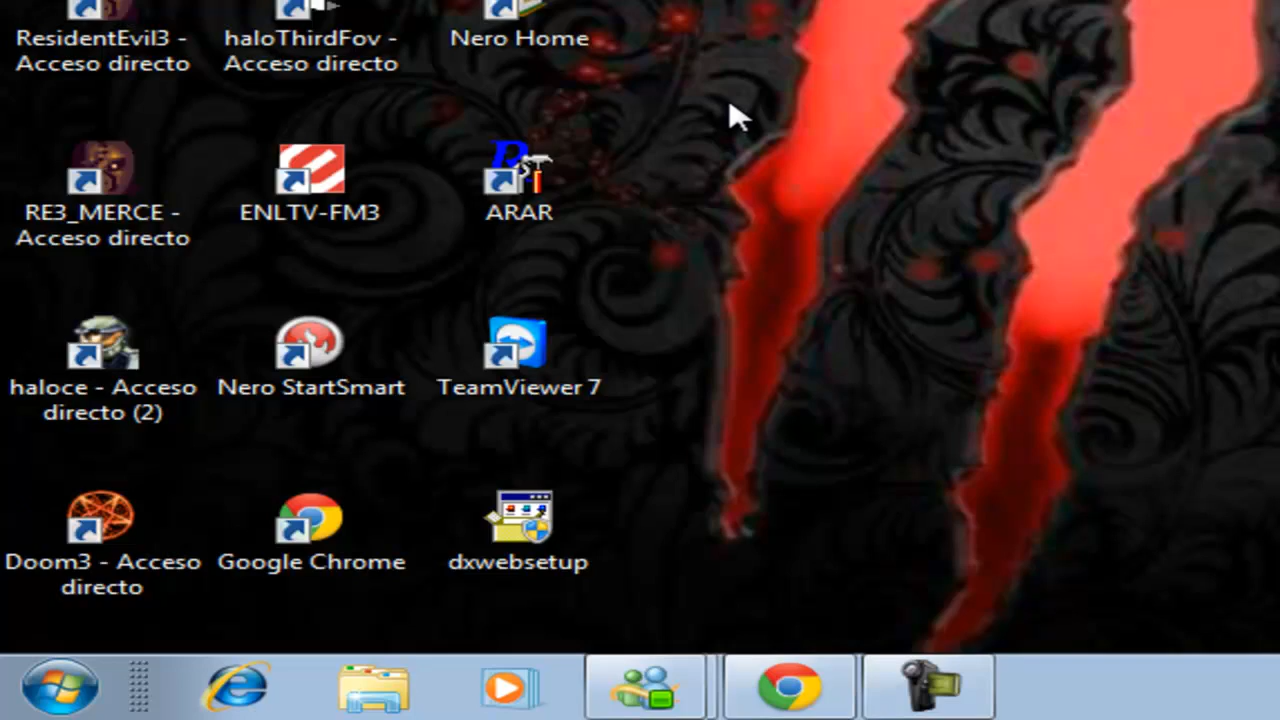 ResidentEvil3 -
Acceso directo
haloThirdFov -
Acceso directo
Nero Home
RE3_MERCE -
Acceso directo
ENLTV-FM3
ARAR
haloce - Acceso
directo (2)
Nero StartSmart
TeamViewer 7
Doom3 - Acceso
directo
Google Chrome
dxwebsetup